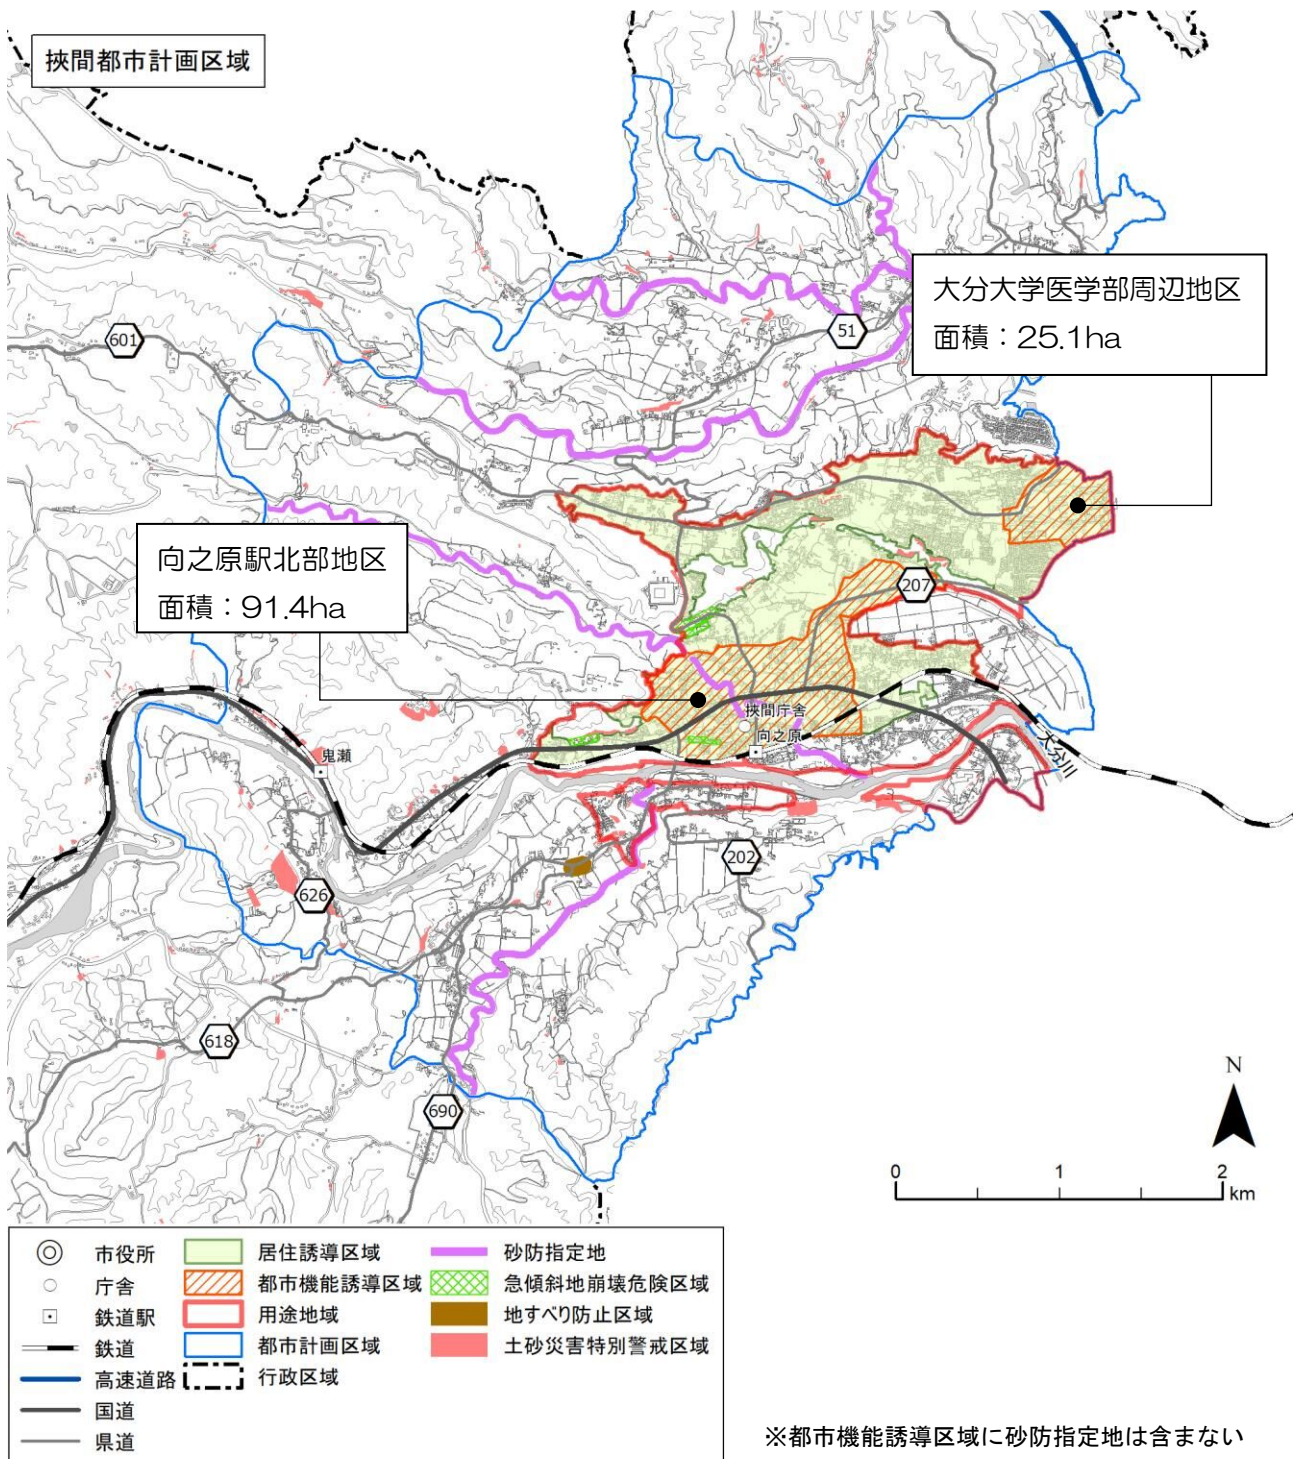 挾間都市計画区域
大分大学医学部周辺地区
面積：25.1ha
601
51
向之原駅北部地区
面積：91.4ha
207
挾間庁舎
向之原
鬼瀬
大分川
202
626
618
690
N
0 1 2
km
市役所
庁舎
鉄道駅
鉄道
高速道路
国道
県道
居住誘導区域
都市機能誘導区域
用途地域
都市計画区域
行政区域
砂防指定地
急傾斜地崩壊危険区域
地すべり防止区域
土砂災害特別警戒区域
※都市機能誘導区域に砂防指定地は含まない